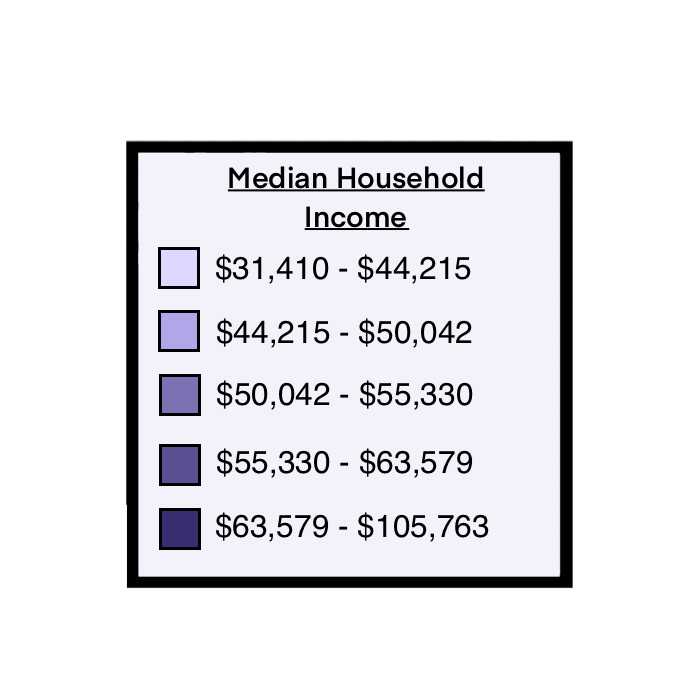 Median Household
Income
$31,410 - $44,215
$44,215 - $50,042
$50,042 - $55,330
$55,330 - $63,579
$63,579 - $105,763